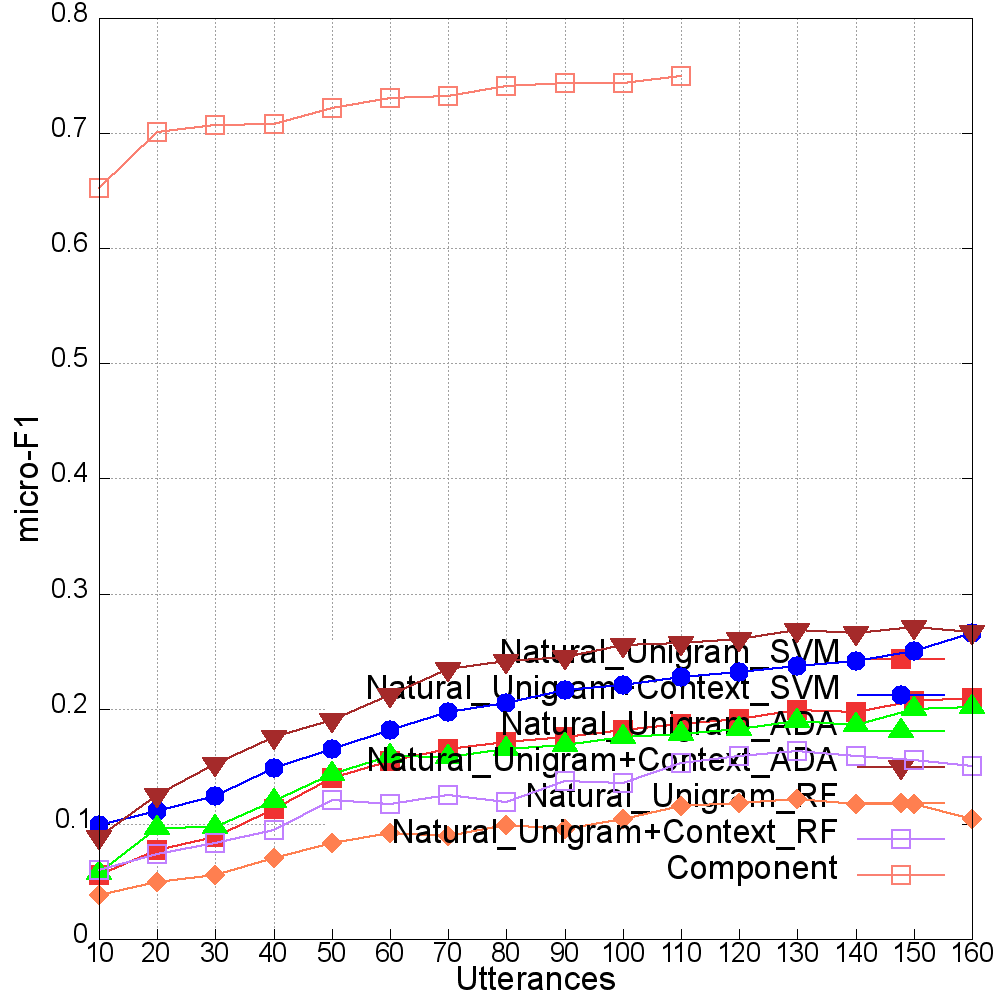 0.8
0.7
0.6
0.5
0.4
0.3
0.2
0.1
0
micro-F1
Natural_Unigram_SVM
Natural_Unigram+Context_SVM
Natural_Unigram_ADA
Natural_Unigram+Context_ADA
Natural_Unigram_RF
Natural_Unigram+Context_RF
Component
10 20 30 40 50 60 70 80 90 100 110 120 130 140 150 160
Utterances